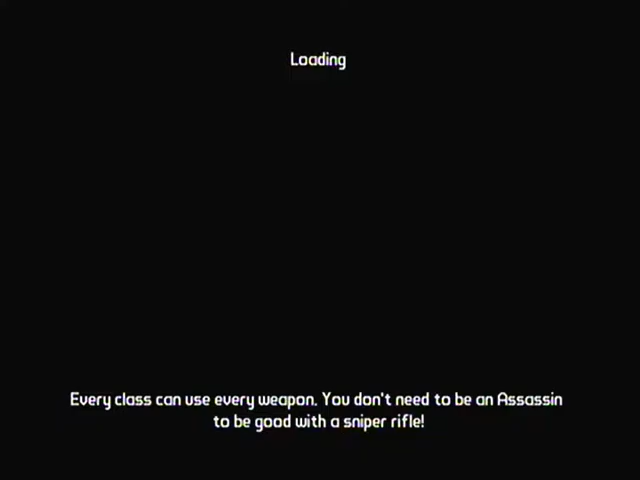 Loading
Every class can use every weapon. You don't need to be an Assassin
to be good with a sniper rifle!